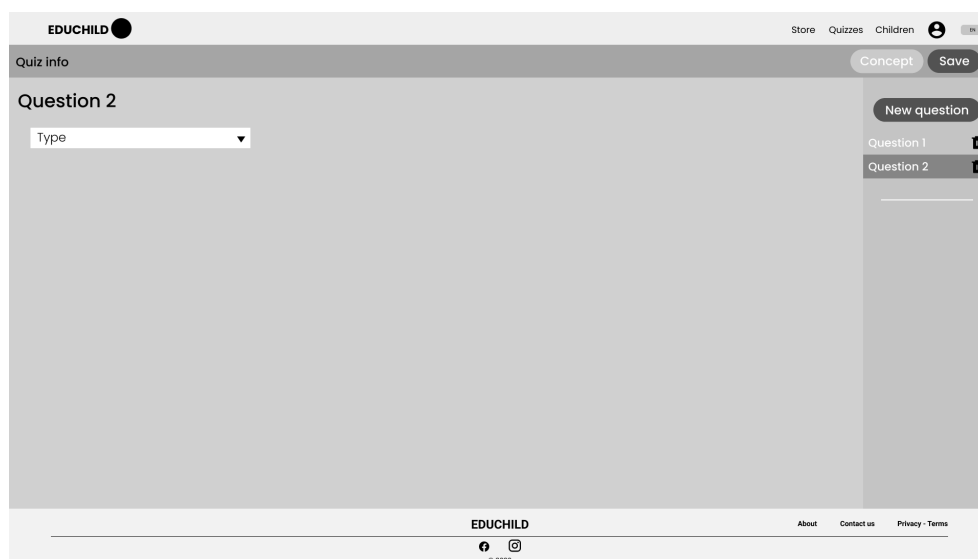 EDUCHILD Store Quizzes Children EN
Quiz info Concept Save
Question 2
Type
New question
Question 1
Question 2
EDUCHILD About Contact us Privacy - Terms